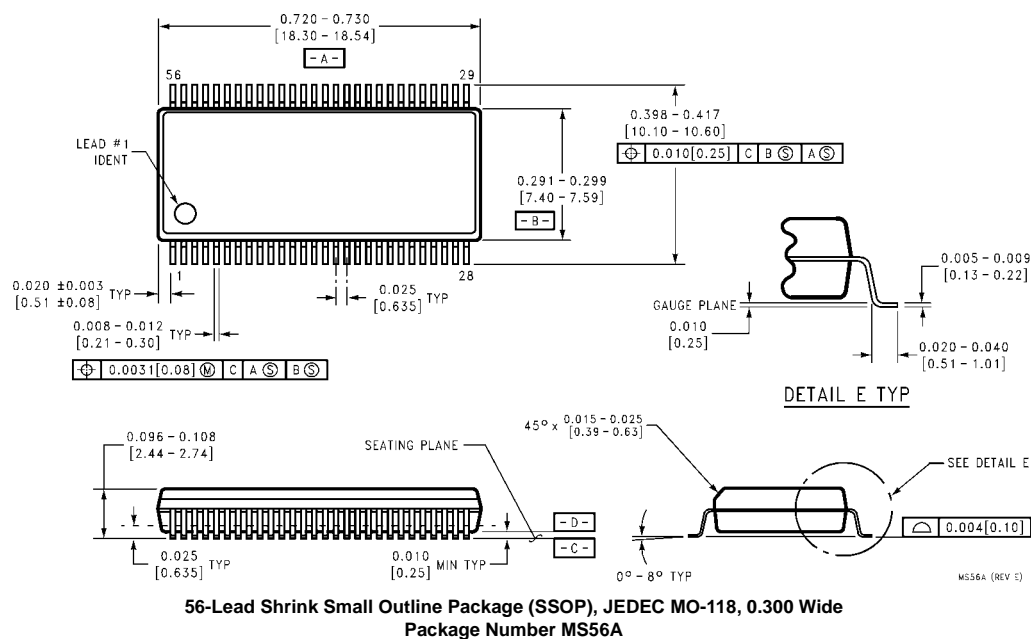 0.720 – 0.730
[18.30 – 18.54]
-A-
56
29
LEAD #1
IDENT
0.398 – 0.417
[10.10 – 10.60]
⌖ 0.010[0.25] C B Ⓢ A Ⓢ
0.291 – 0.299
[7.40 – 7.59]
-B-
1
28
0.020 ±0.003
[0.51 ±0.08] TYP
0.025
[0.635] TYP
0.008 – 0.012
[0.21 – 0.30] TYP
⌖ 0.0031[0.08] Ⓜ C A Ⓢ B Ⓢ
GAUGE PLANE
0.010
[0.25]
0.005 – 0.009
[0.13 – 0.22]
0.020 – 0.040
[0.51 – 1.01]
DETAIL E TYP
0.096 – 0.108
[2.44 – 2.74]
SEATING PLANE
45° x 0.015 – 0.025
[0.39 – 0.63]
SEE DETAIL E
-D-
-C-
0.025
[0.635] TYP
0.010
[0.25] MIN TYP
0° – 8° TYP
⌓ 0.004[0.10]
MS56A (REV E)
56-Lead Shrink Small Outline Package (SSOP), JEDEC MO-118, 0.300 Wide
Package Number MS56A